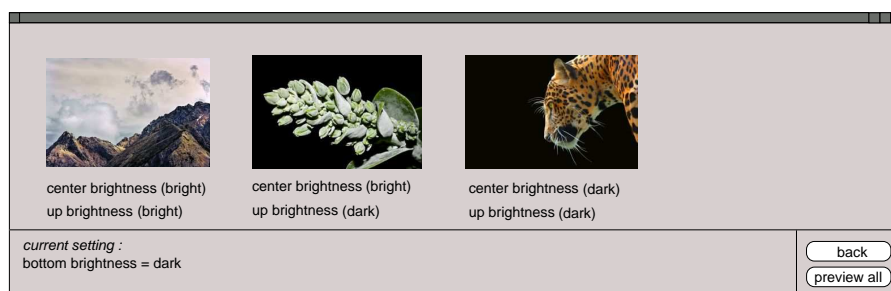 center brightness (bright)
up brightness (bright)
center brightness (bright)
up brightness (dark)
center brightness (dark)
up brightness (dark)
current setting :
bottom brightness = dark
back
preview all